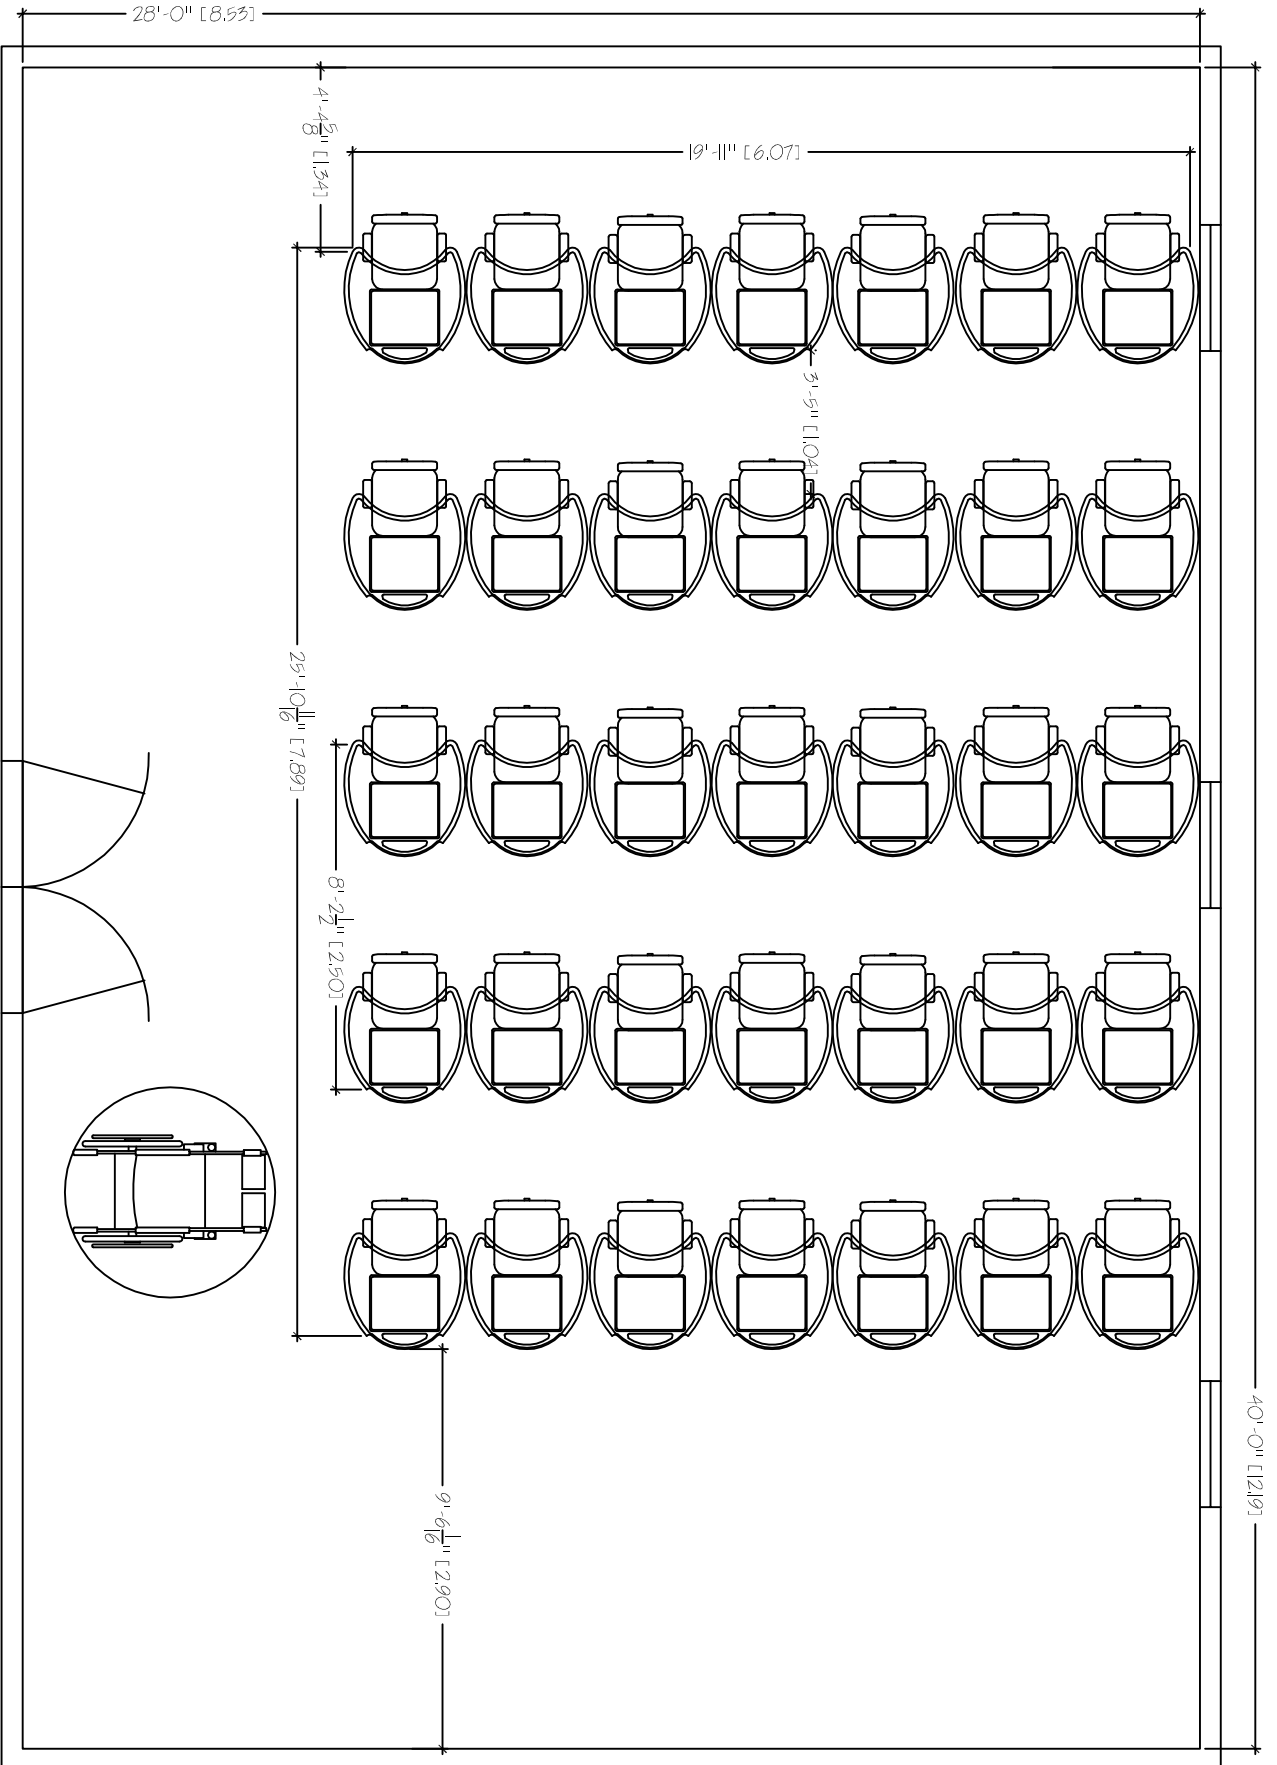 28'-0" [8.53]
4'-4 5/8" [1.34]
19'-11" [6.07]
3'-5" [1.04]
25'-10 11/16" [7.89]
8'-2 1/2" [2.50]
40'-0" [12.19]
9'-6 1/16" [2.90]